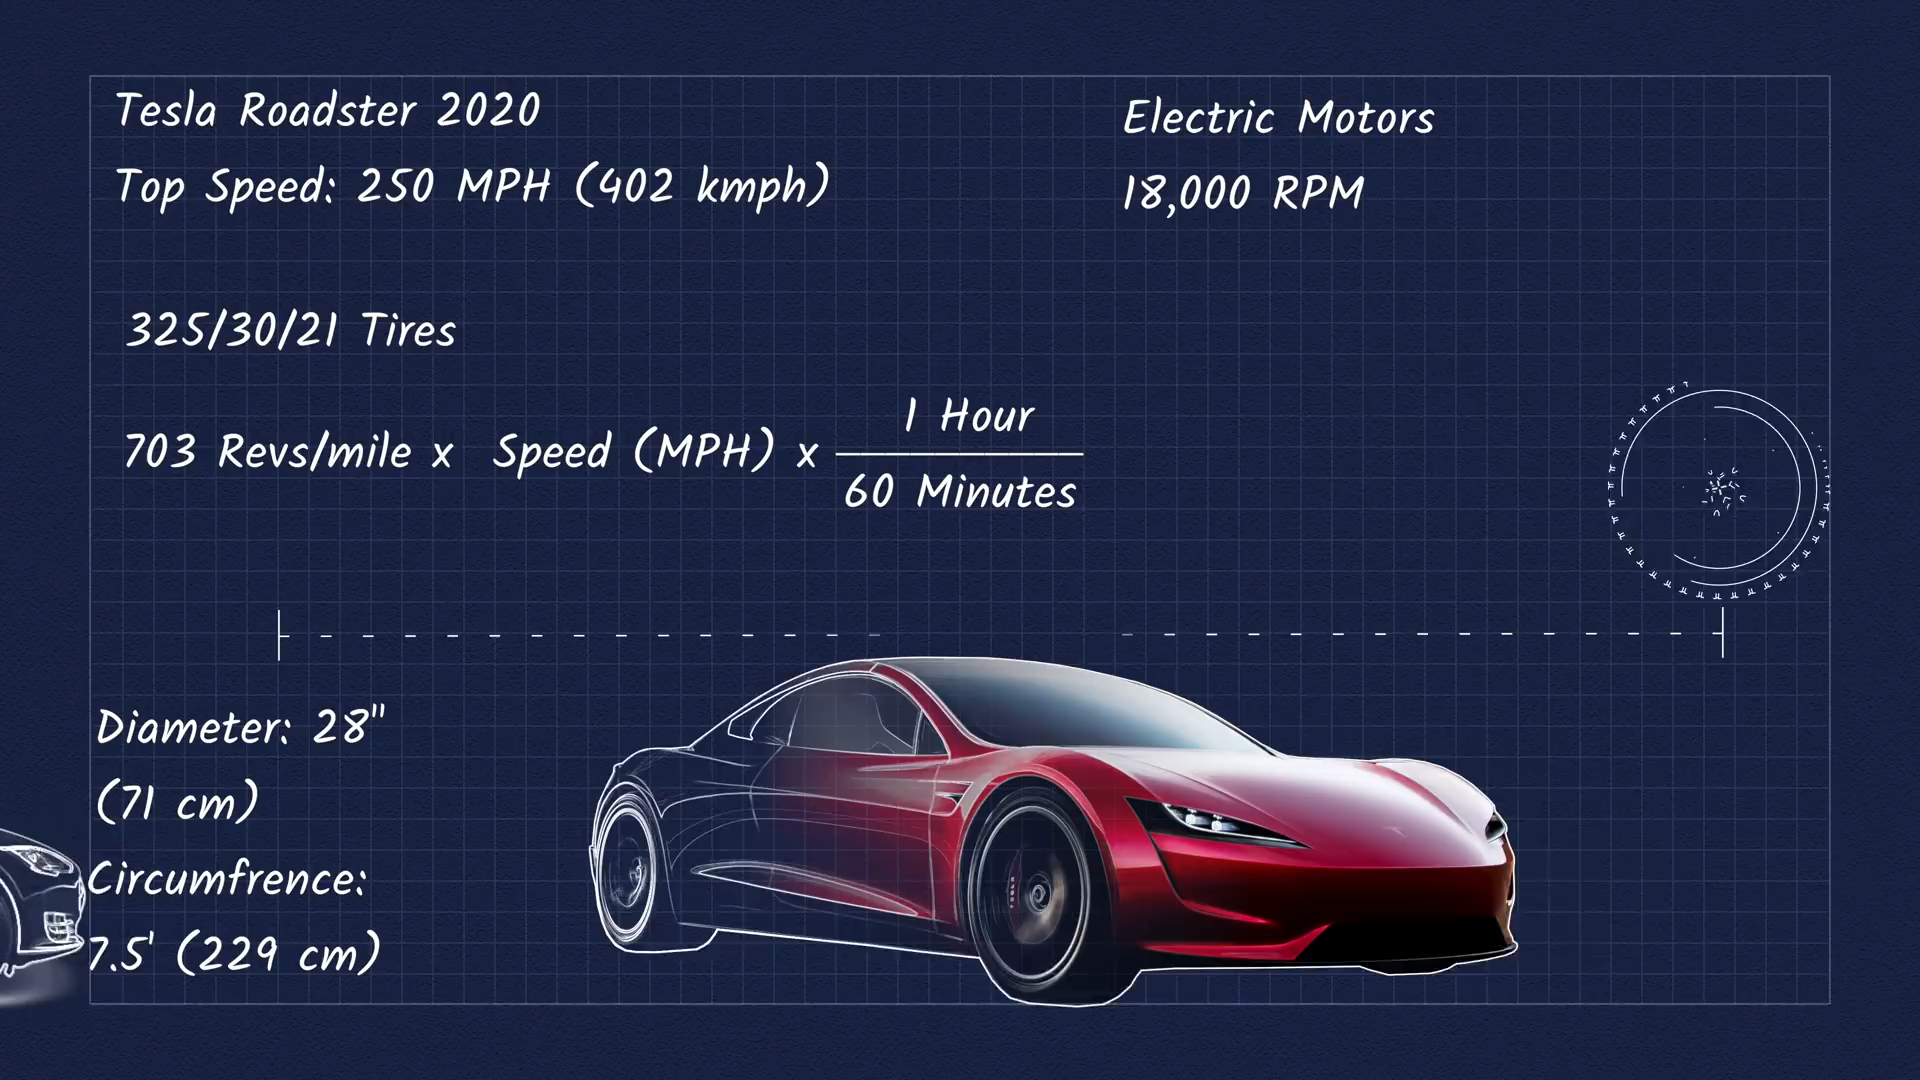 Tesla Roadster 2020
Top Speed: 250 MPH (402 kmph)
Electric Motors
18,000 RPM
325/30/21 Tires
703 Revs/mile x Speed (MPH) x 1 Hour
60 Minutes
Diameter: 28"
(71 cm)
Circumfrence:
7.5' (229 cm)